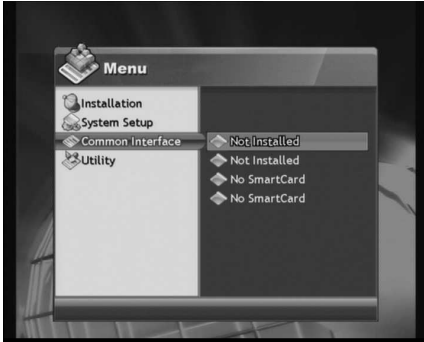 Menu
Installation
System Setup
Common Interface
Utility
Not Installed
Not Installed
No SmartCard
No SmartCard